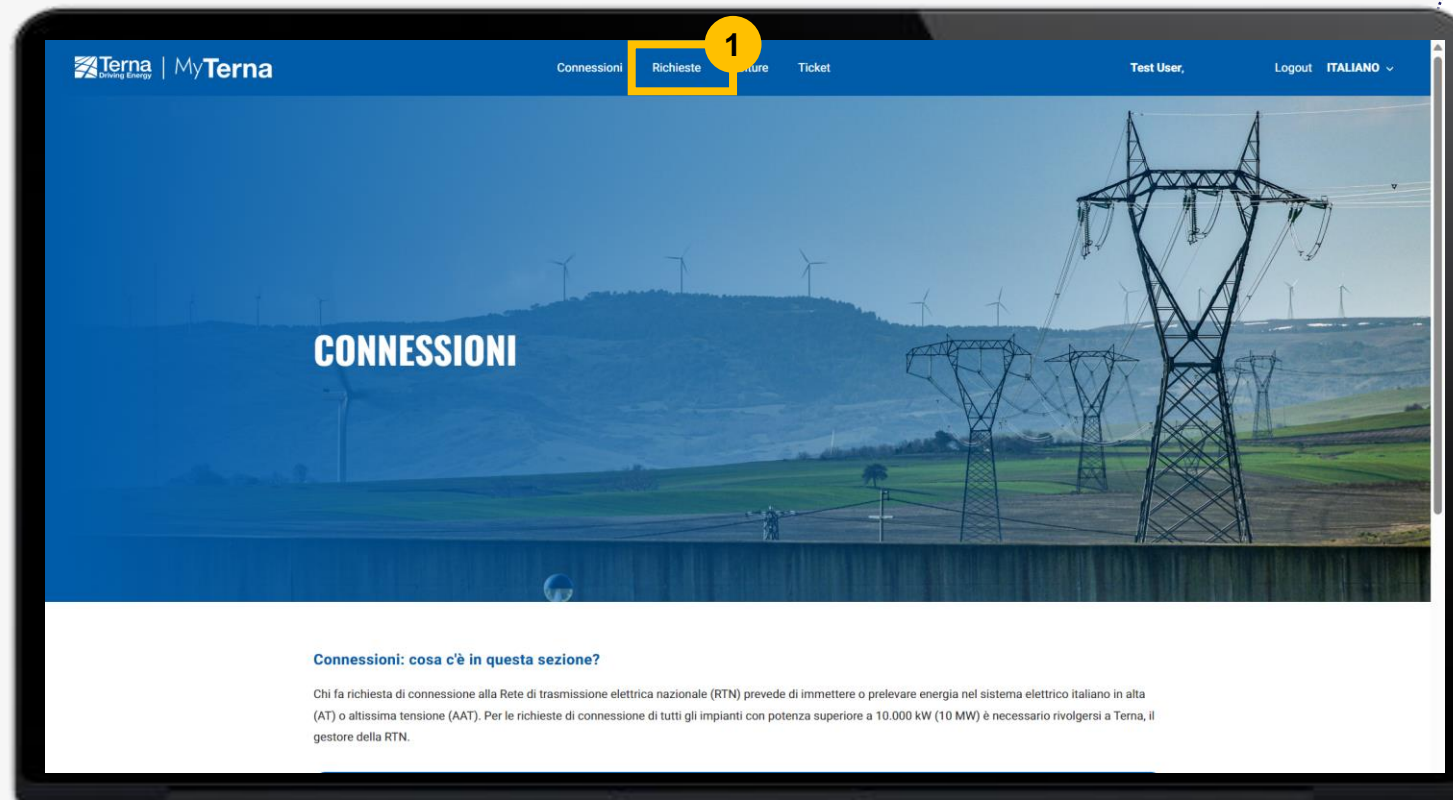 Terna
Driving Energy
MyTerna
Connessioni
Richieste
1
Ticket
Test User,
Logout
ITALIANO
CONNESSIONI
Connessioni: cosa c'è in questa sezione?
Chi fa richiesta di connessione alla Rete di trasmissione elettrica nazionale (RTN) prevede di immettere o prelevare energia nel sistema elettrico italiano in alta
(AT) o altissima tensione (AAT). Per le richieste di connessione di tutti gli impianti con potenza superiore a 10.000 kW (10 MW) è necessario rivolgersi a Terna, il
gestore della RTN.